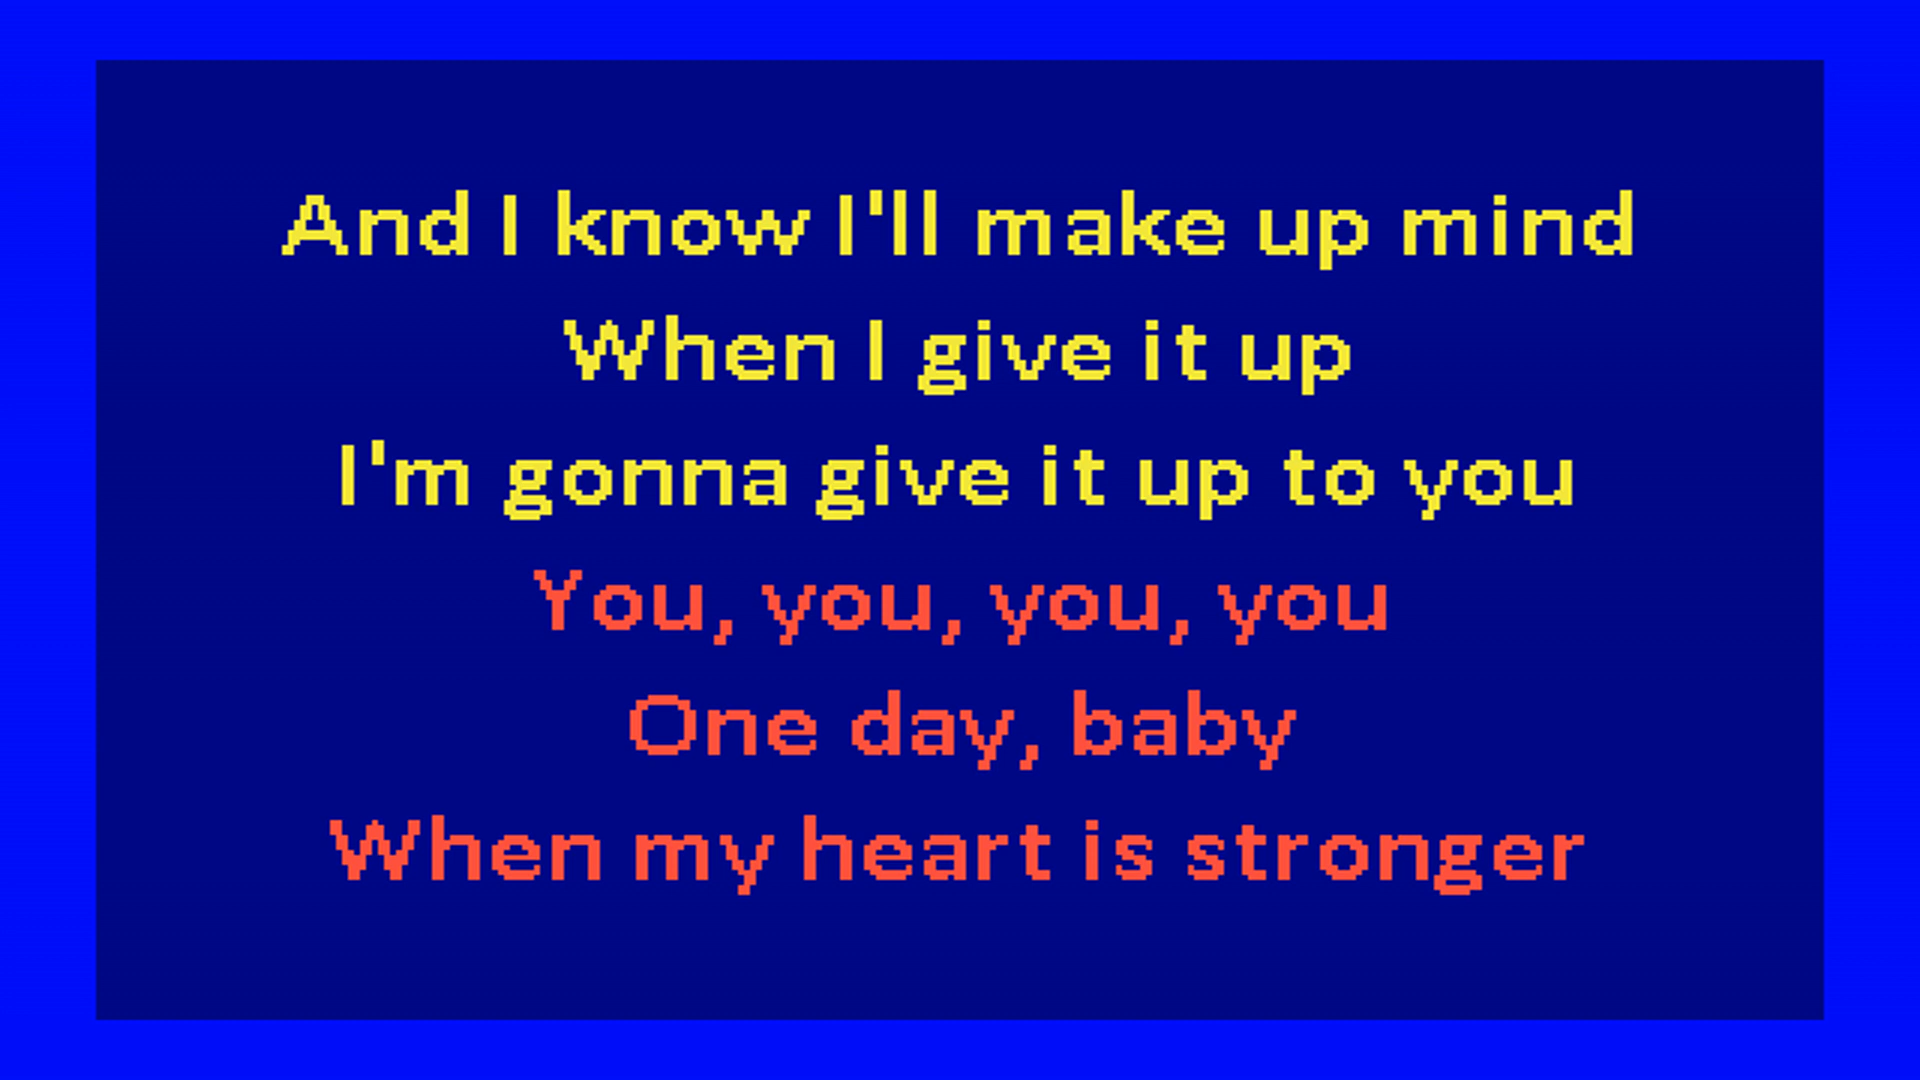 And I know I'll make up mind
When I give it up
I'm gonna give it up to you
You, you, you, you
One day, baby
When my heart is stronger